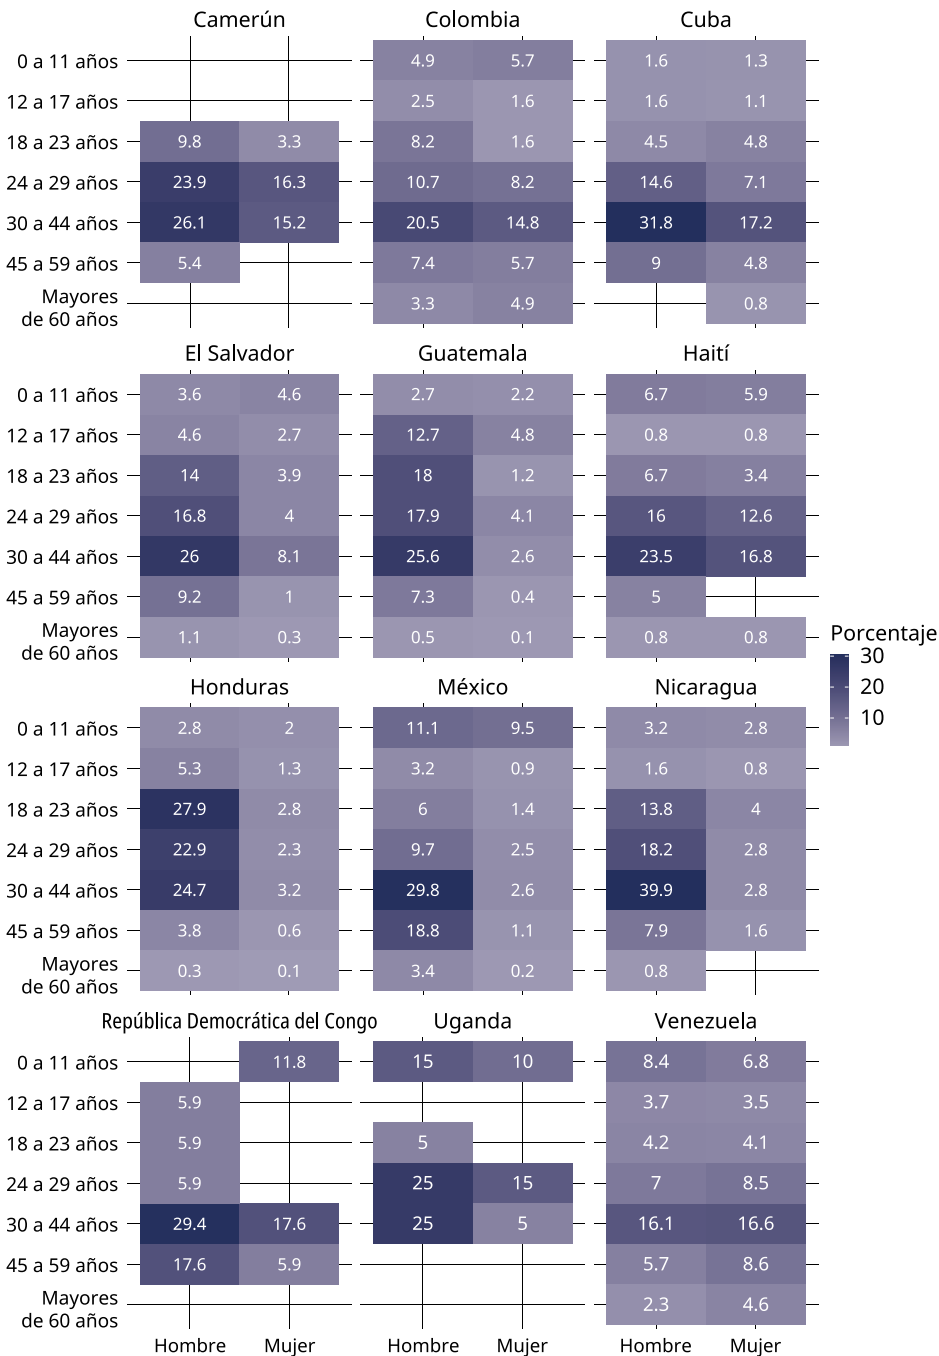 Camerún Colombia Cuba
0 a 11 años 4.9 5.7 1.6 1.3
12 a 17 años 2.5 1.6 1.6 1.1
18 a 23 años 9.8 3.3 8.2 1.6 4.5 4.8
24 a 29 años 23.9 16.3 10.7 8.2 14.6 7.1
30 a 44 años 26.1 15.2 20.5 14.8 31.8 17.2
45 a 59 años 5.4 7.4 5.7 9 4.8
Mayores
de 60 años 3.3 4.9 0.8
El Salvador Guatemala Haití
0 a 11 años 3.6 4.6 2.7 2.2 6.7 5.9
12 a 17 años 4.6 2.7 12.7 4.8 0.8 0.8
18 a 23 años 14 3.9 18 1.2 6.7 3.4
24 a 29 años 16.8 4 17.9 4.1 16 12.6
30 a 44 años 26 8.1 25.6 2.6 23.5 16.8
45 a 59 años 9.2 1 7.3 0.4 5
Mayores
de 60 años 1.1 0.3 0.5 0.1 0.8 0.8
Porcentaje
30
20
10
Honduras México Nicaragua
0 a 11 años 2.8 2 11.1 9.5 3.2 2.8
12 a 17 años 5.3 1.3 3.2 0.9 1.6 0.8
18 a 23 años 27.9 2.8 6 1.4 13.8 4
24 a 29 años 22.9 2.3 9.7 2.5 18.2 2.8
30 a 44 años 24.7 3.2 29.8 2.6 39.9 2.8
45 a 59 años 3.8 0.6 18.8 1.1 7.9 1.6
Mayores
de 60 años 0.3 0.1 3.4 0.2 0.8
República Democrática del Congo Uganda Venezuela
0 a 11 años 11.8 15 10 8.4 6.8
12 a 17 años 5.9 3.7 3.5
18 a 23 años 5.9 5 4.2 4.1
24 a 29 años 5.9 25 15 7 8.5
30 a 44 años 29.4 17.6 25 5 16.1 16.6
45 a 59 años 17.6 5.9 5.7 8.6
Mayores
de 60 años 2.3 4.6
Hombre Mujer Hombre Mujer Hombre Mujer